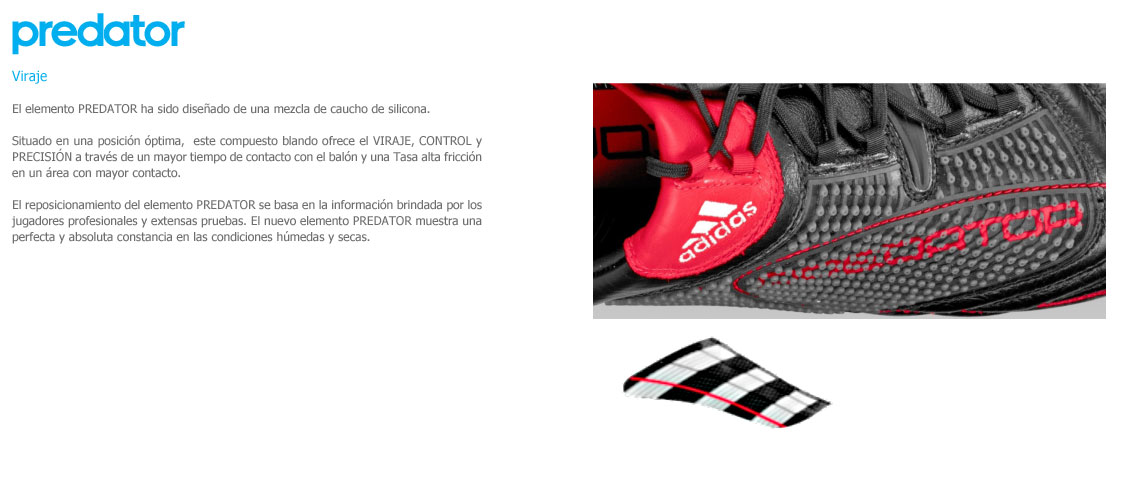 predator
Viraje
El elemento PREDATOR ha sido diseñado de una mezcla de caucho de silicona.
Situado en una posición óptima, este compuesto blando ofrece el VIRAJE, CONTROL y
PRECISIÓN a través de un mayor tiempo de contacto con el balón y una Tasa alta fricción
en un área con mayor contacto.
El reposicionamiento del elemento PREDATOR se basa en la información brindada por los
jugadores profesionales y extensas pruebas. El nuevo elemento PREDATOR muestra una
perfecta y absoluta constancia en las condiciones húmedas y secas.
adidas
PREDATOR